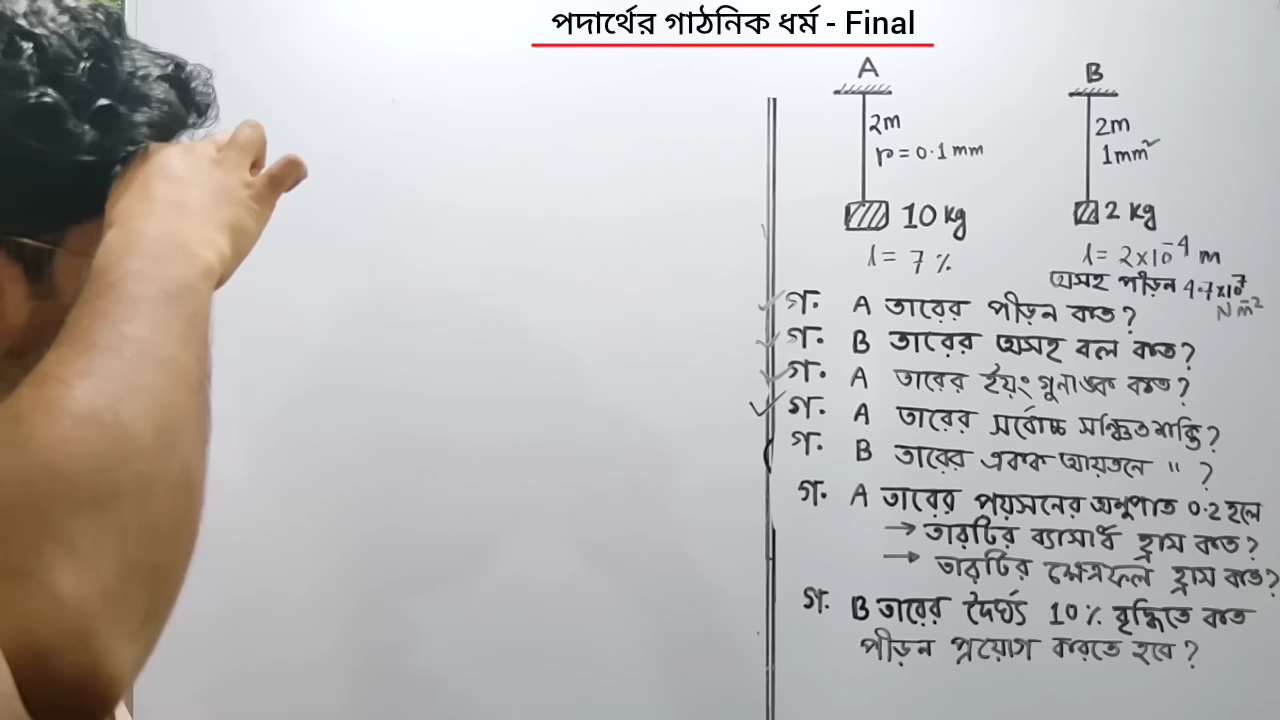 পদার্থের গাঠনিক ধর্ম - Final
A
2m
r = 0.1 mm
10 kg
l = 7 %
B
2m
1mm²
2 kg
l = 2×10⁻⁴ m
অসহ পীড়ন 4.7×10⁷
Nm⁻²
গ. A তারের পীড়ন কত?
গ. B তারের অসহ বল কত?
গ. A তারের ইয়ং গুনাঙ্ক কত?
গ. A তারের সর্বোচ্চ সঞ্চিতশক্তি?
গ. B তারের একক আয়তনে " ?
গ. A তারের পয়সনের অনুপাত 0.2 হলে
→ তারটির ব্যাসার্ধ হ্রাস কত?
→ তারটির ক্ষেত্রফল হ্রাস কত?
গ. B তারের দৈর্ঘ্য 10% বৃদ্ধিতে কত
পীড়ন প্রয়োগ করতে হবে?